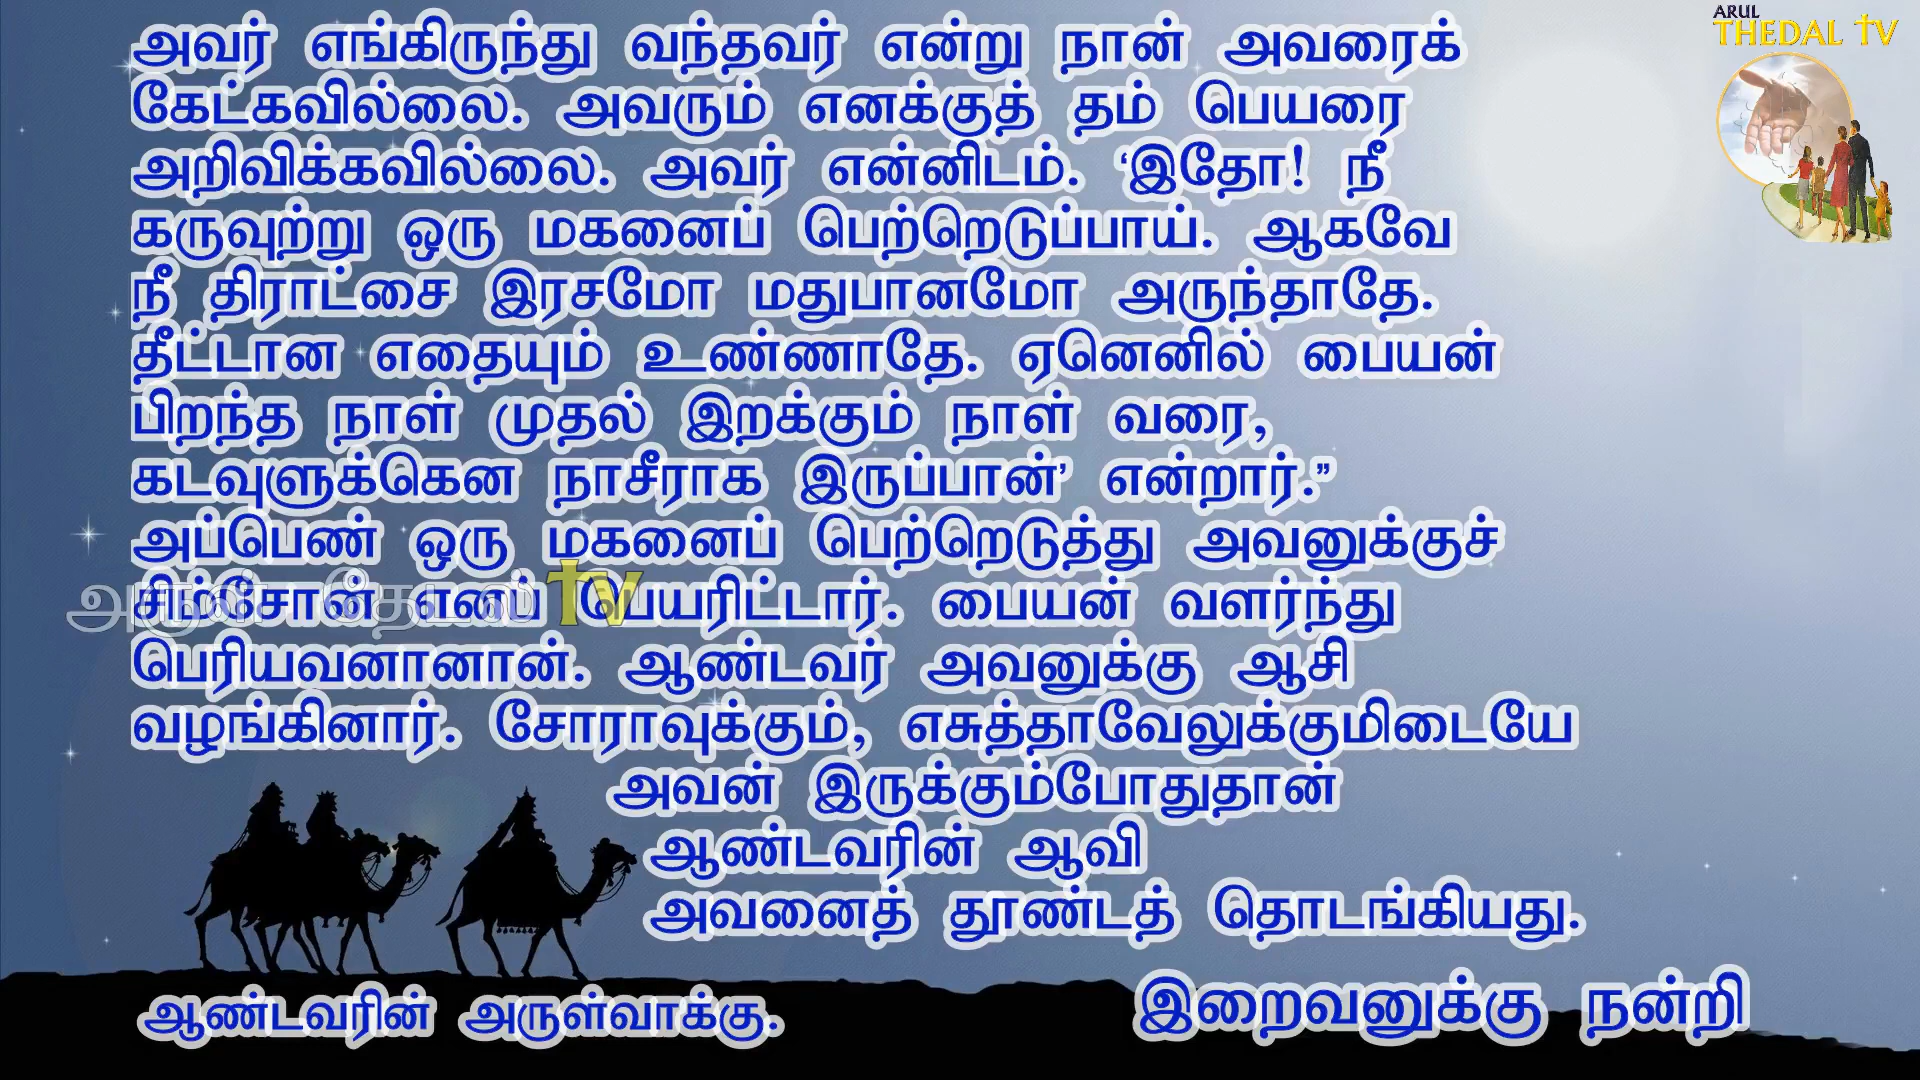 ARUL
THEDAL TV
அவர் எங்கிருந்து வந்தவர் என்று நான் அவரைக்
கேட்கவில்லை. அவரும் எனக்குத் தம் பெயரை
அறிவிக்கவில்லை. அவர் என்னிடம். ‘இதோ! நீ
கருவுற்று ஒரு மகனைப் பெற்றெடுப்பாய். ஆகவே
நீ திராட்சை இரசமோ மதுபானமோ அருந்தாதே.
தீட்டான எதையும் உண்ணாதே. ஏனெனில் பையன்
பிறந்த நாள் முதல் இறக்கும் நாள் வரை,
கடவுளுக்கென நாசீராக இருப்பான்’ என்றார்.”
அப்பெண் ஒரு மகனைப் பெற்றெடுத்து அவனுக்குச்
சிம்சோன் எனப் பெயரிட்டார். பையன் வளர்ந்து
அருள் தேடல் TV
பெரியவனானான். ஆண்டவர் அவனுக்கு ஆசி
வழங்கினார். சோராவுக்கும், எசுத்தாவேலுக்குமிடையே
அவன் இருக்கும்போதுதான்
ஆண்டவரின் ஆவி
அவனைத் தூண்டத் தொடங்கியது.
ஆண்டவரின் அருள்வாக்கு.
இறைவனுக்கு நன்றி